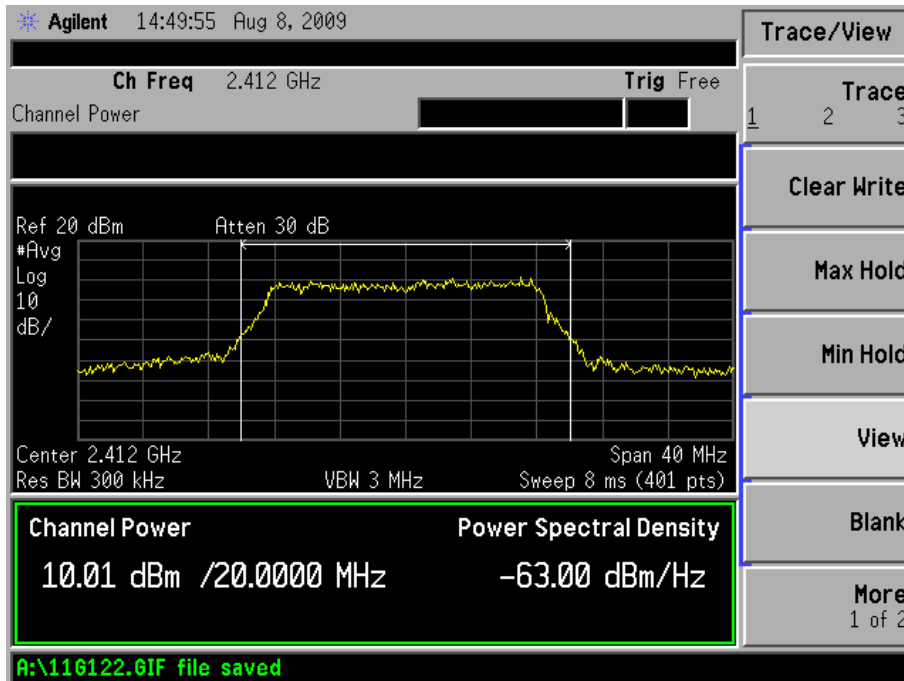 Agilent 14:49:55 Aug 8, 2009
Trace/View
Ch Freq 2.412 GHz Trig Free
Channel Power
Trace
1 2 3
Clear Write
Max Hold
Min Hold
View
Blank
More
1 of 2
Ref 20 dBm Atten 30 dB
#Avg
Log
10
dB/
Center 2.412 GHz Span 40 MHz
Res BW 300 kHz VBW 3 MHz Sweep 8 ms (401 pts)
Channel Power Power Spectral Density
10.01 dBm /20.0000 MHz -63.00 dBm/Hz
A:\11G122.GIF file saved